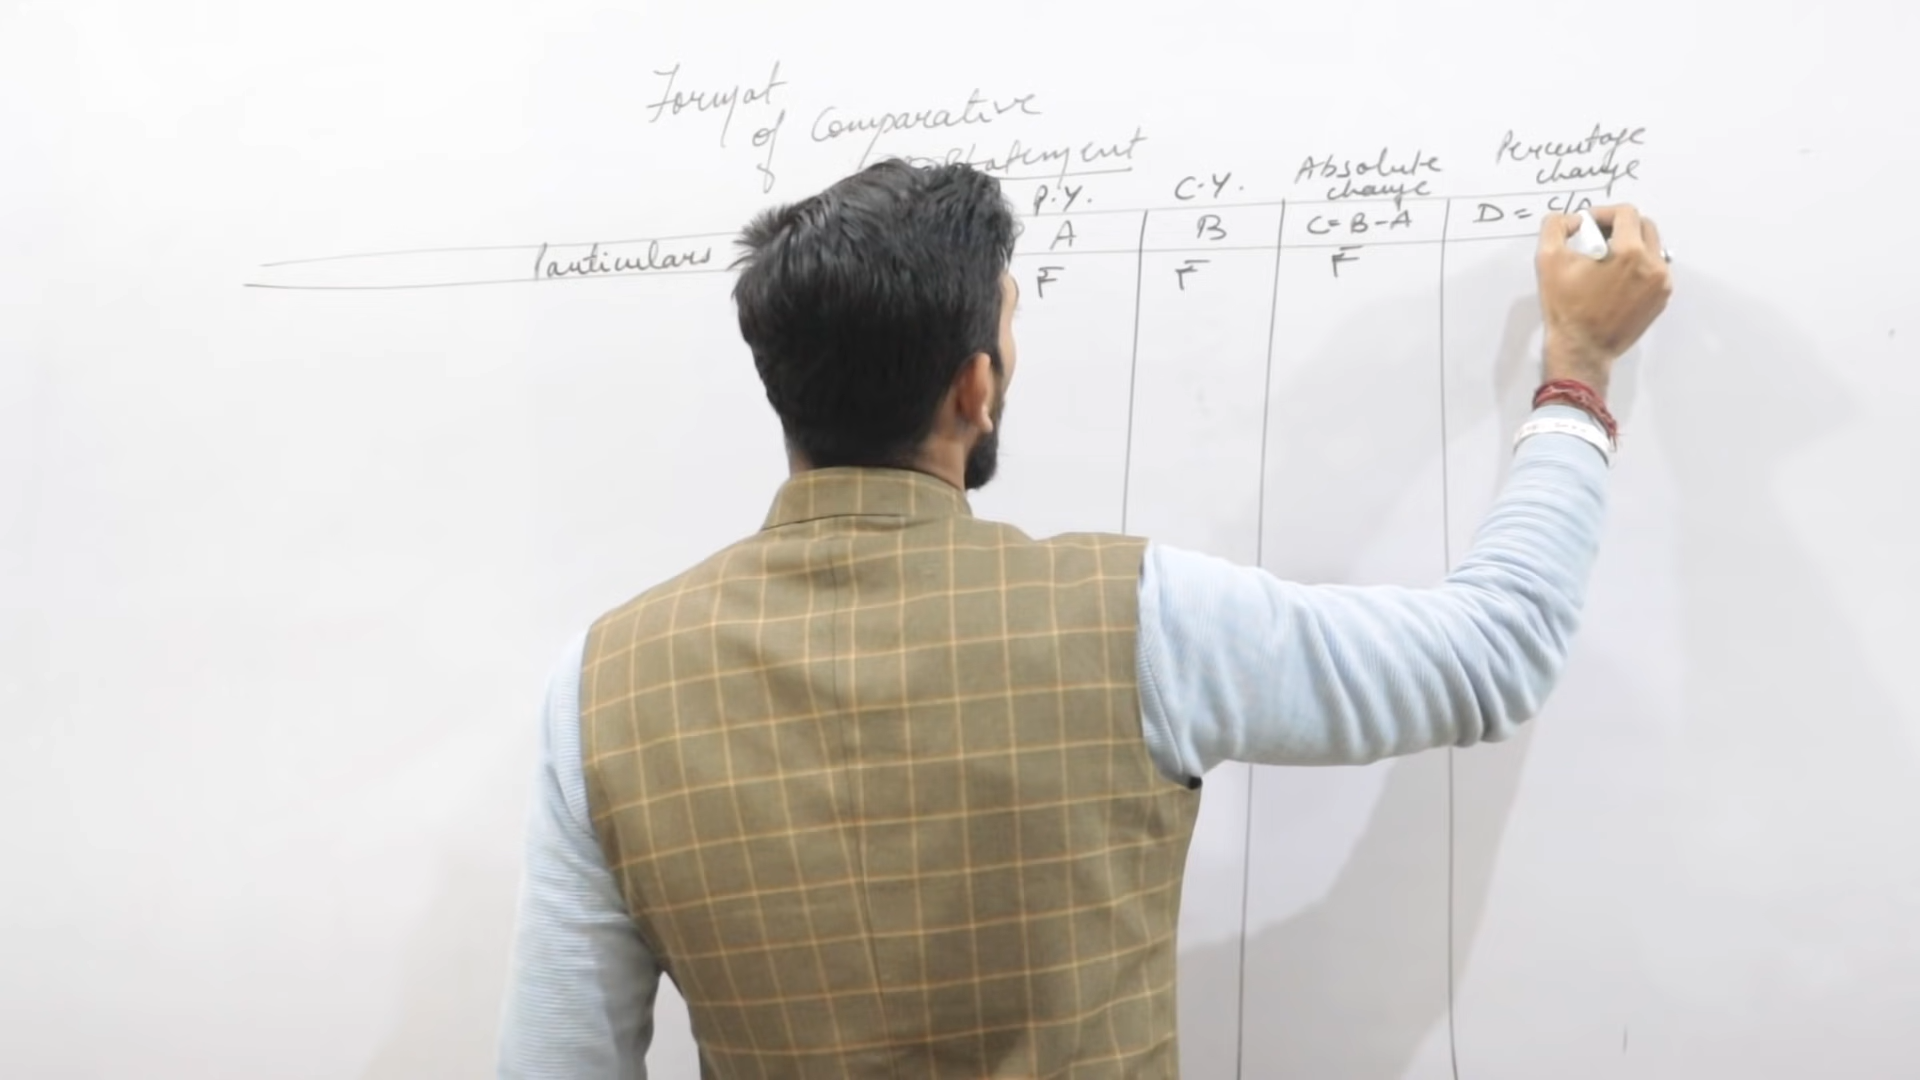 Format
of Comparative
Statement
P.Y. C.Y. Absolute change Percentage change
Particulars A B C=B-A D = C/A
F F F